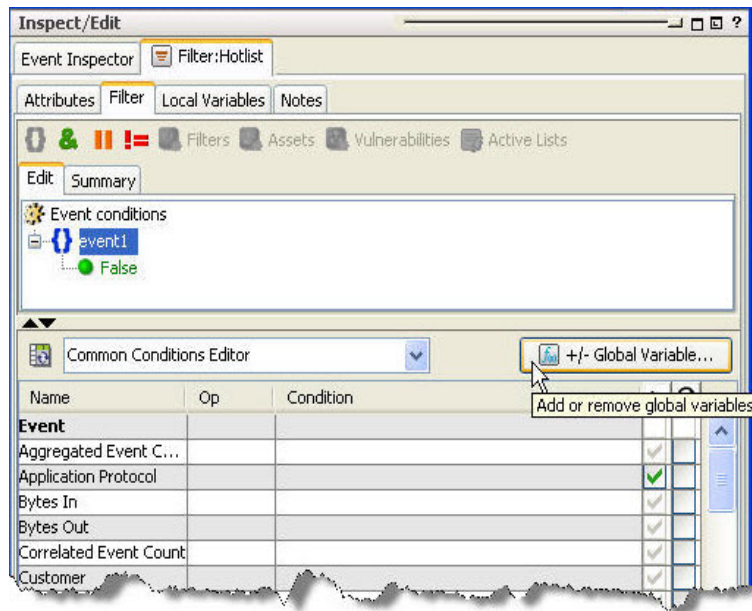 Inspect/Edit ?
Event Inspector Filter:Hotlist
Attributes Filter Local Variables Notes
{} & || != Filters Assets Vulnerabilities Active Lists
Edit Summary
Event conditions
{} event1
False
Common Conditions Editor +/- Global Variable...
Name Op Condition
Add or remove global variables
Event
Aggregated Event C...
Application Protocol
Bytes In
Bytes Out
Correlated Event Count
Customer